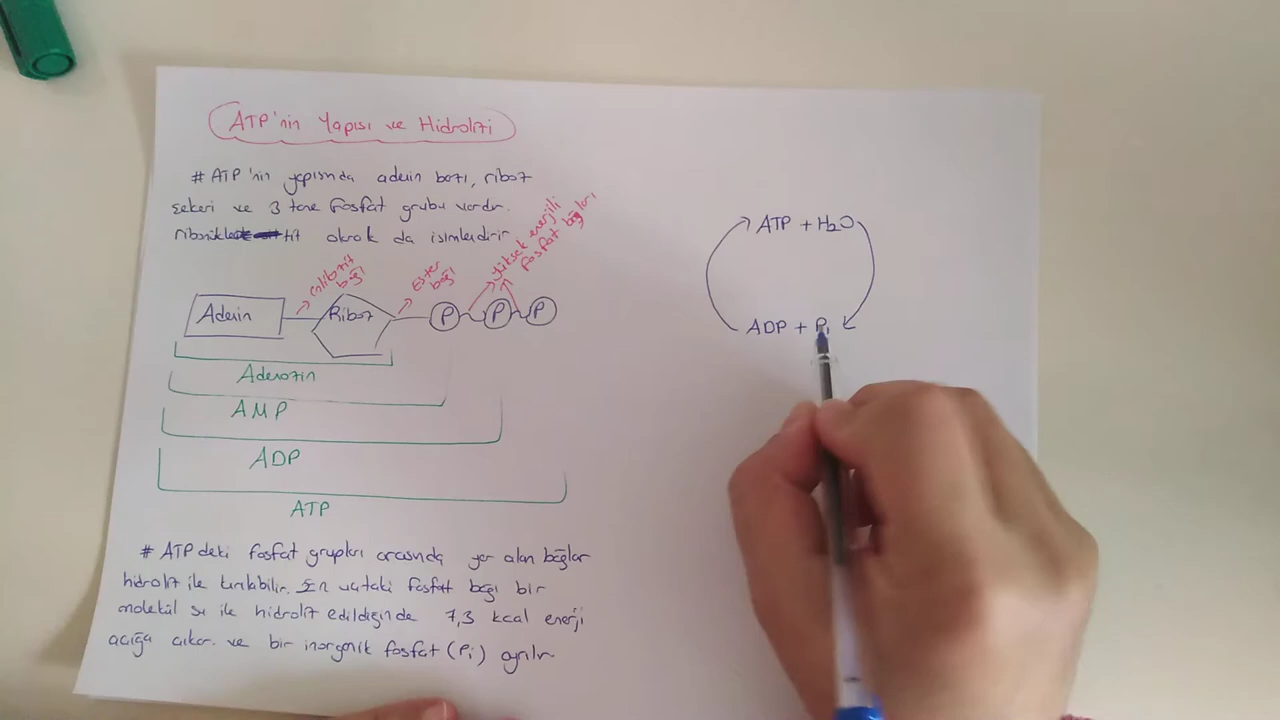 ATP'nin Yapısı ve Hidrolizi
# ATP'nin yapısında adenin bazı, riboz
şekeri ve 3 tane fosfat grubu vardır.
olarak da isimlendirir
Glikozit bağı
Ester bağı
yüksek enerjili fosfat bağları
Adenin Riboz P P P
Adenozin
AMP
ADP
ATP
# ATP deki fosfat grupları arasında yer alan bağlar
hidroliz ile kırılabilir. En uçtaki fosfat bağı bir
molekül su ile hidroliz edildiğinde 7,3 kcal enerji
açığa çıkar. ve bir inorganik fosfat (Pi) ayrılır
ATP + H2O
ADP + Pi